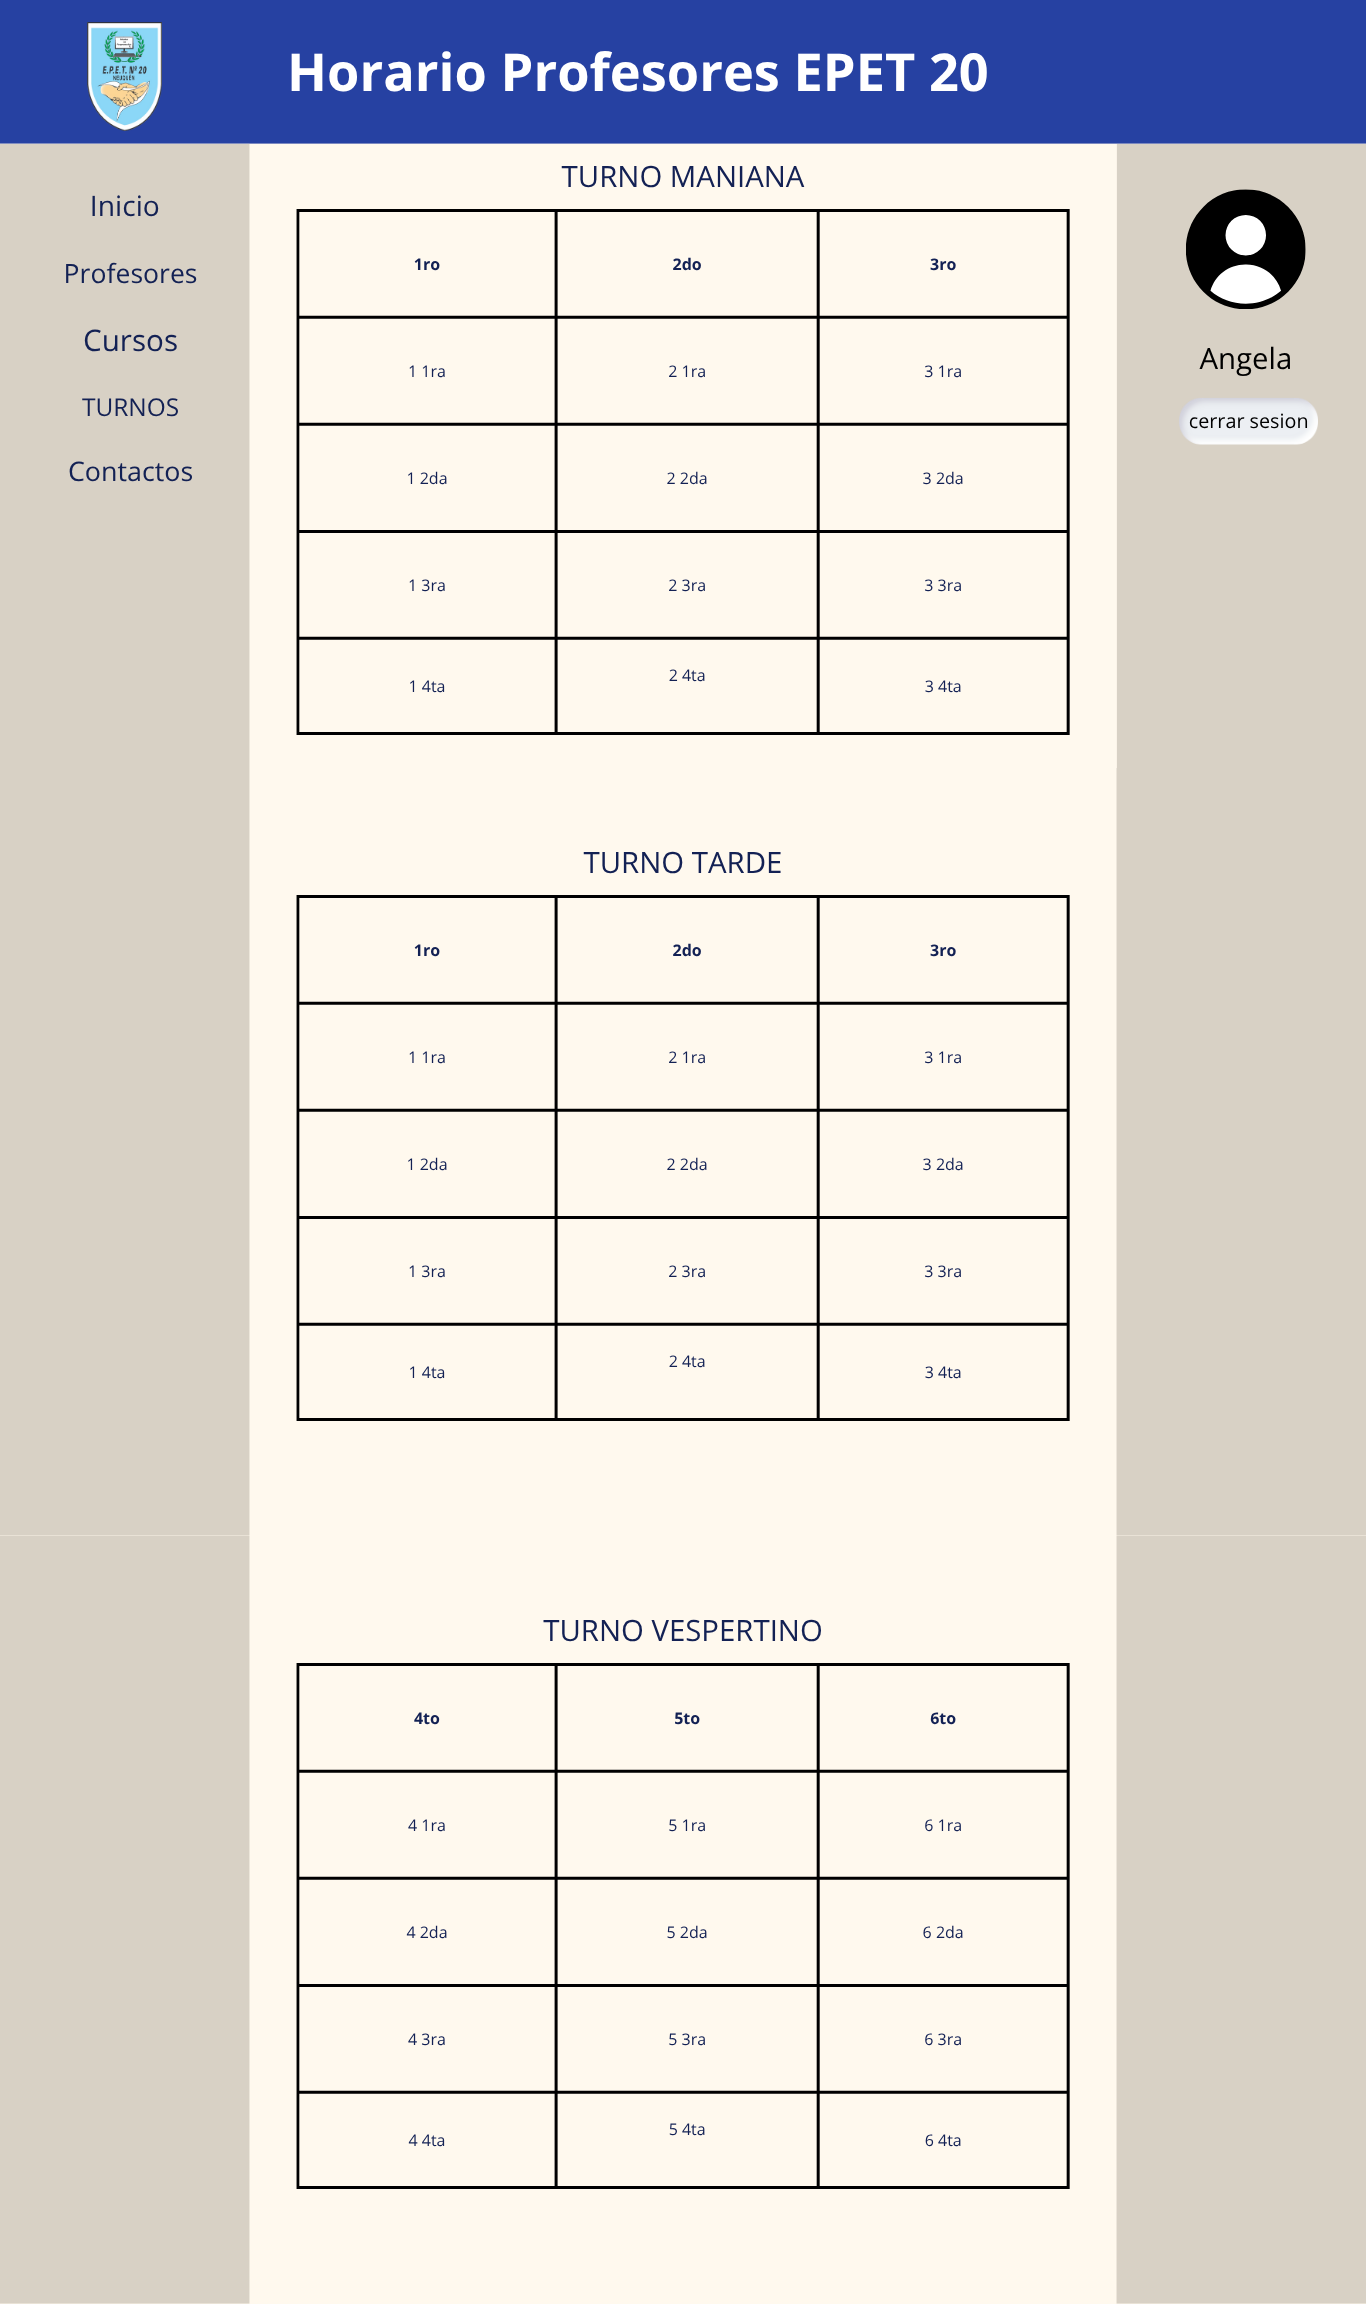 E.P.E.T. Nº 20
NEUQUÉN
Horario Profesores EPET 20
Inicio
Profesores
Cursos
TURNOS
Contactos
TURNO MANIANA
1ro 2do 3ro
1 1ra 2 1ra 3 1ra
1 2da 2 2da 3 2da
1 3ra 2 3ra 3 3ra
1 4ta 2 4ta 3 4ta
TURNO TARDE
1ro 2do 3ro
1 1ra 2 1ra 3 1ra
1 2da 2 2da 3 2da
1 3ra 2 3ra 3 3ra
1 4ta 2 4ta 3 4ta
TURNO VESPERTINO
4to 5to 6to
4 1ra 5 1ra 6 1ra
4 2da 5 2da 6 2da
4 3ra 5 3ra 6 3ra
4 4ta 5 4ta 6 4ta
Angela
cerrar sesion